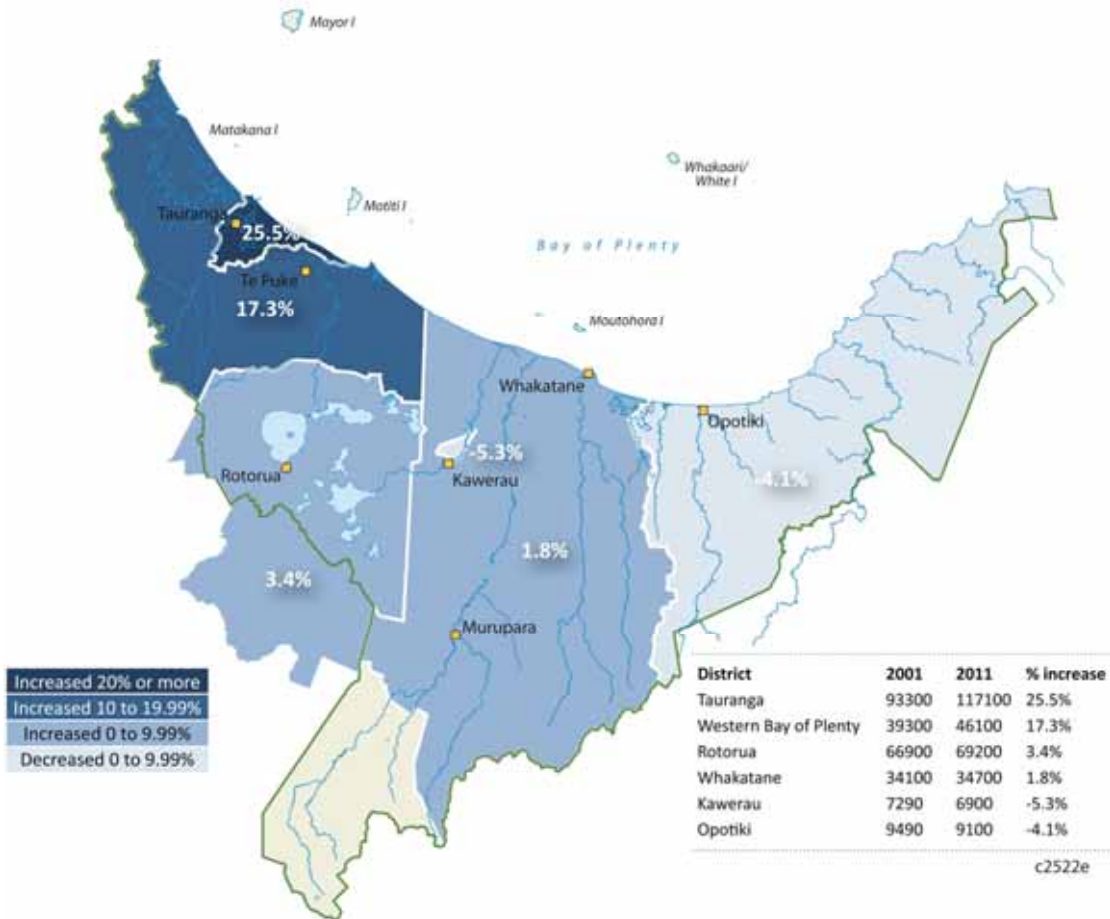 Mayor I
Matakana I
Whakaari/
White I
Motiti I
Tauranga
25.5%
Bay of Plenty
Te Puke
17.3%
Moutohora I
Whakatane
Opotiki
-5.3%
Rotorua
Kawerau
-4.1%
1.8%
3.4%
Murupara
Increased 20% or more
Increased 10 to 19.99%
Increased 0 to 9.99%
Decreased 0 to 9.99%
District 2001 2011 % increase
Tauranga 93300 117100 25.5%
Western Bay of Plenty 39300 46100 17.3%
Rotorua 66900 69200 3.4%
Whakatane 34100 34700 1.8%
Kawerau 7290 6900 -5.3%
Opotiki 9490 9100 -4.1%
c2522e